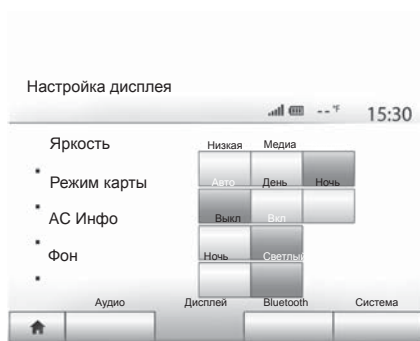 Настройка дисплея
--°F 15:30
Яркость Низкая Медиа
Режим карты Авто День Ночь
АС Инфо Выкл Вкл
Фон Ночь Светлый
Аудио Дисплей Bluetooth Система